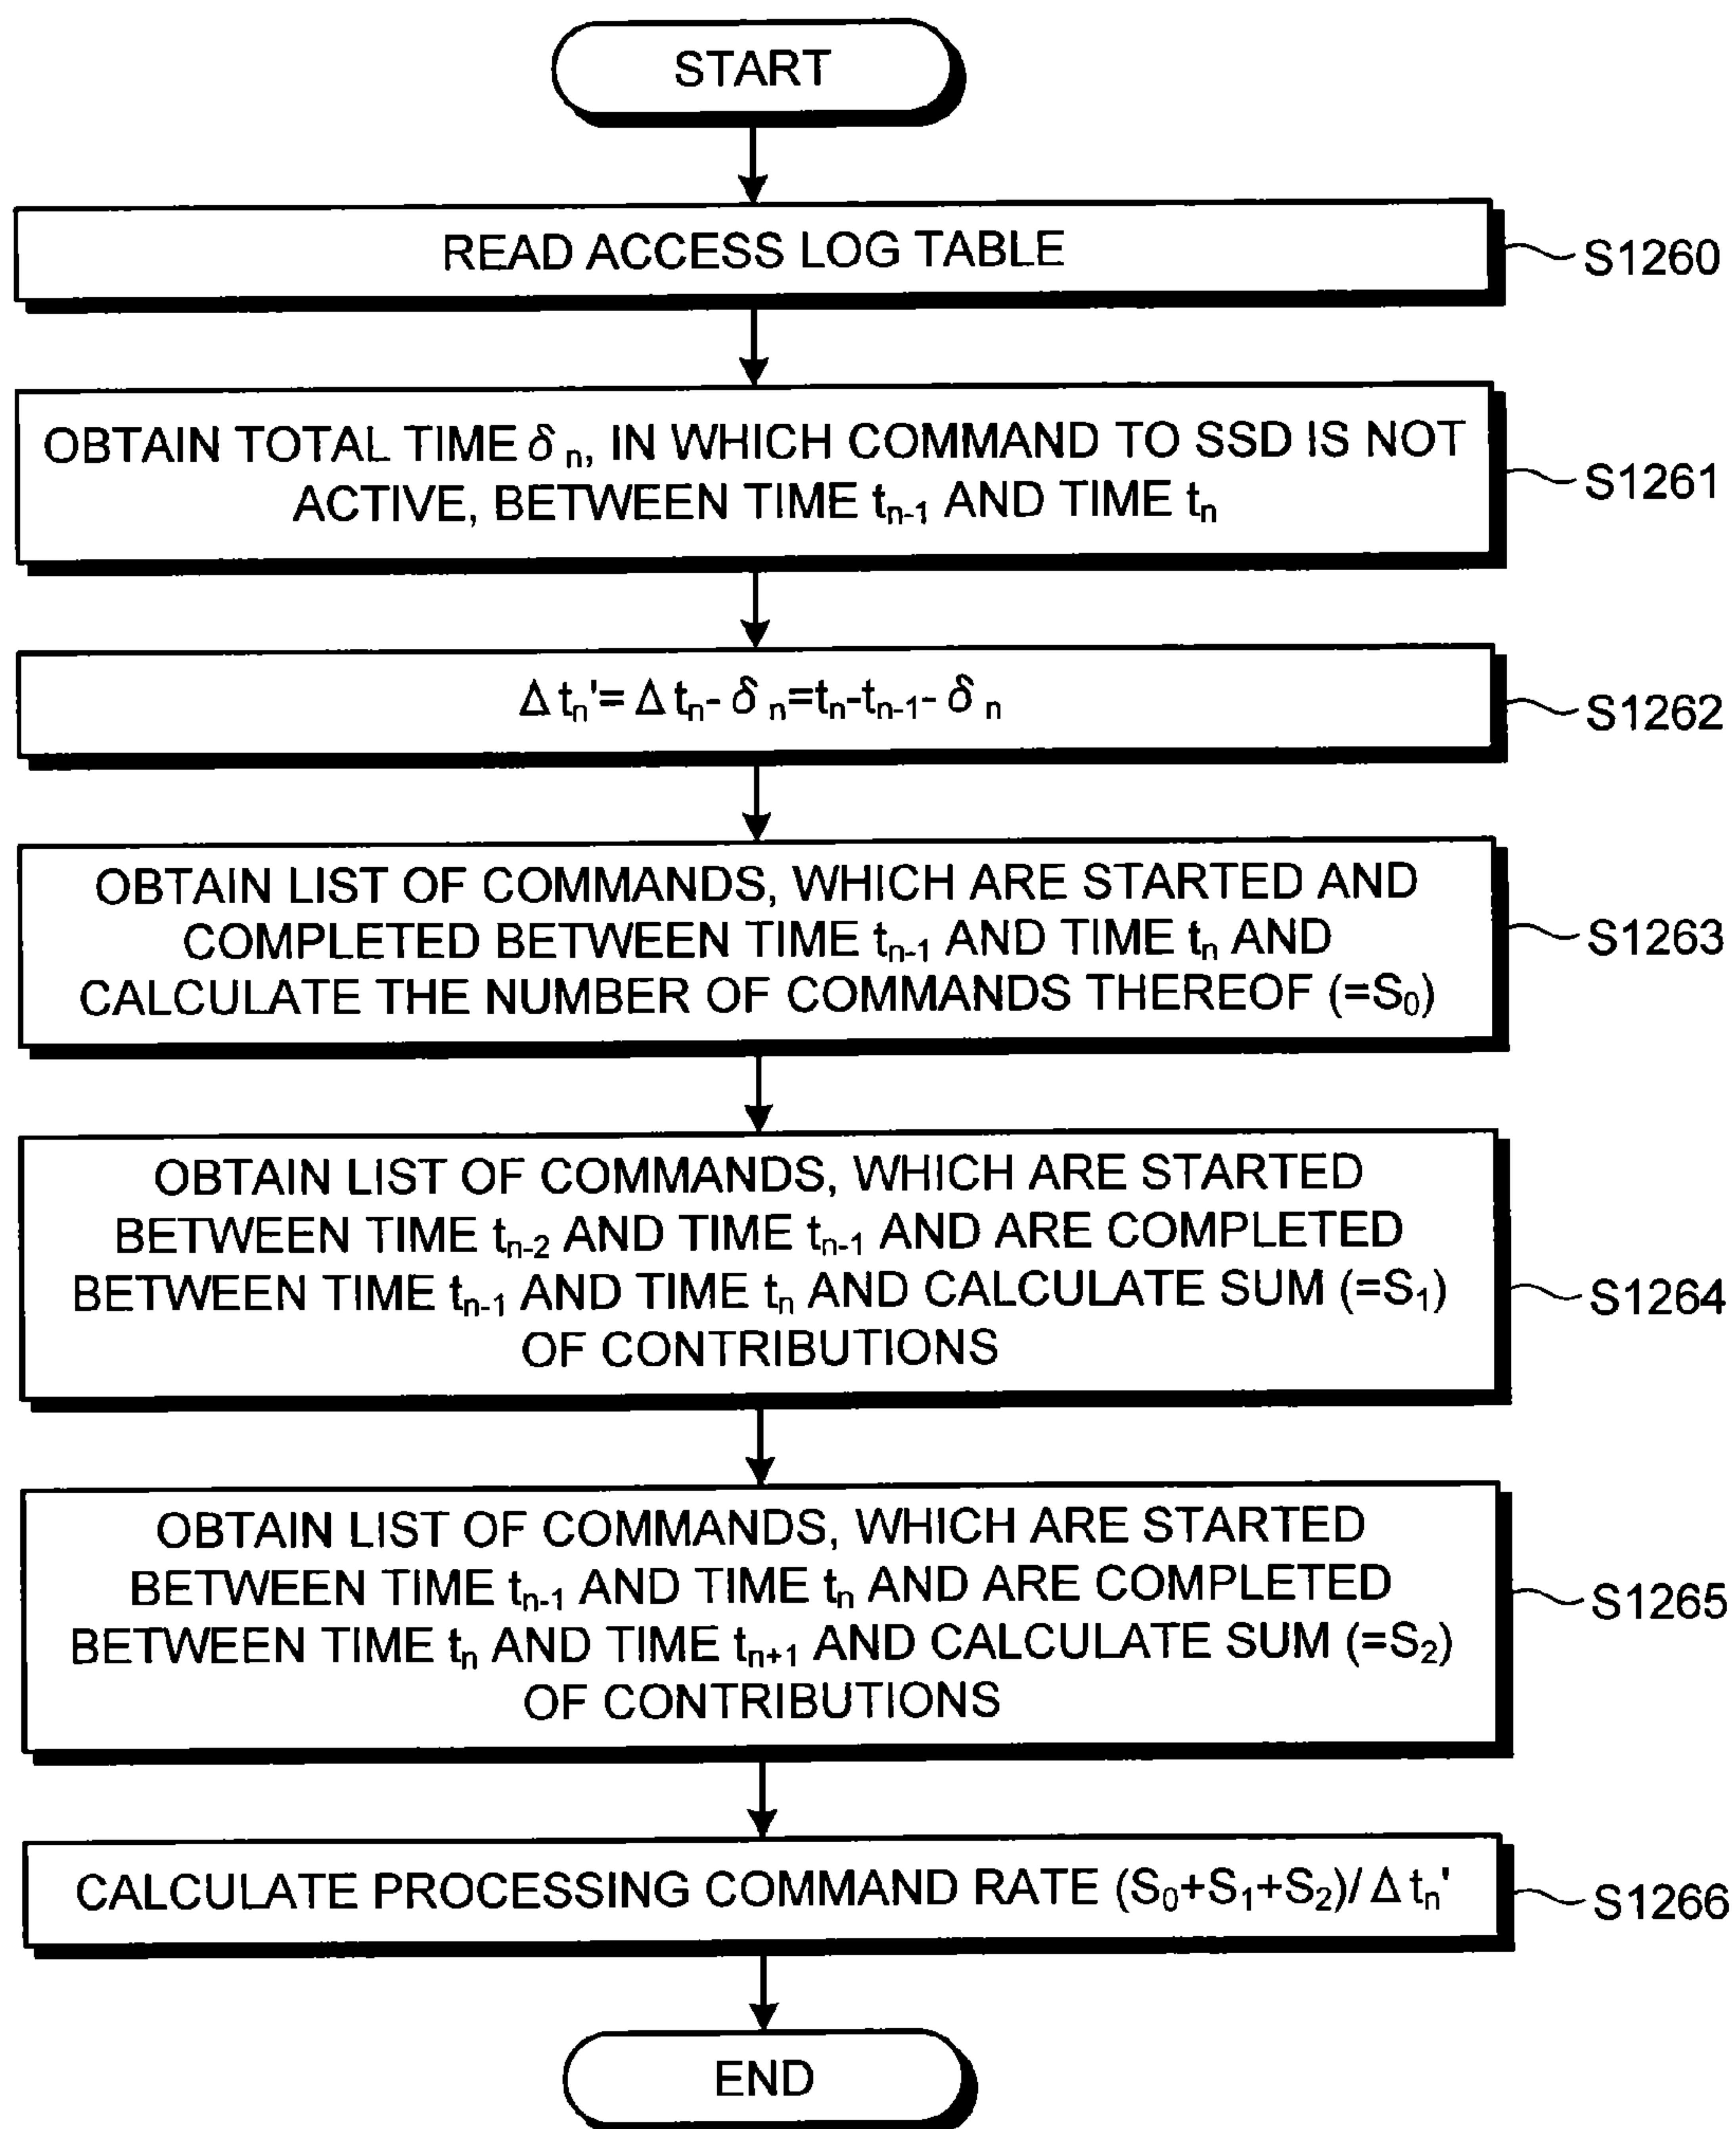 START
READ ACCESS LOG TABLE
S1260
OBTAIN TOTAL TIME δn, IN WHICH COMMAND TO SSD IS NOT
ACTIVE, BETWEEN TIME tn-1 AND TIME tn
S1261
Δtn'=Δtn-δn=tn-tn-1-δn
S1262
OBTAIN LIST OF COMMANDS, WHICH ARE STARTED AND
COMPLETED BETWEEN TIME tn-1 AND TIME tn AND
CALCULATE THE NUMBER OF COMMANDS THEREOF (=S0)
S1263
OBTAIN LIST OF COMMANDS, WHICH ARE STARTED
BETWEEN TIME tn-2 AND TIME tn-1 AND ARE COMPLETED
BETWEEN TIME tn-1 AND TIME tn AND CALCULATE SUM (=S1)
OF CONTRIBUTIONS
S1264
OBTAIN LIST OF COMMANDS, WHICH ARE STARTED
BETWEEN TIME tn-1 AND TIME tn AND ARE COMPLETED
BETWEEN TIME tn AND TIME tn+1 AND CALCULATE SUM (=S2)
OF CONTRIBUTIONS
S1265
CALCULATE PROCESSING COMMAND RATE (S0+S1+S2)/Δtn'
S1266
END